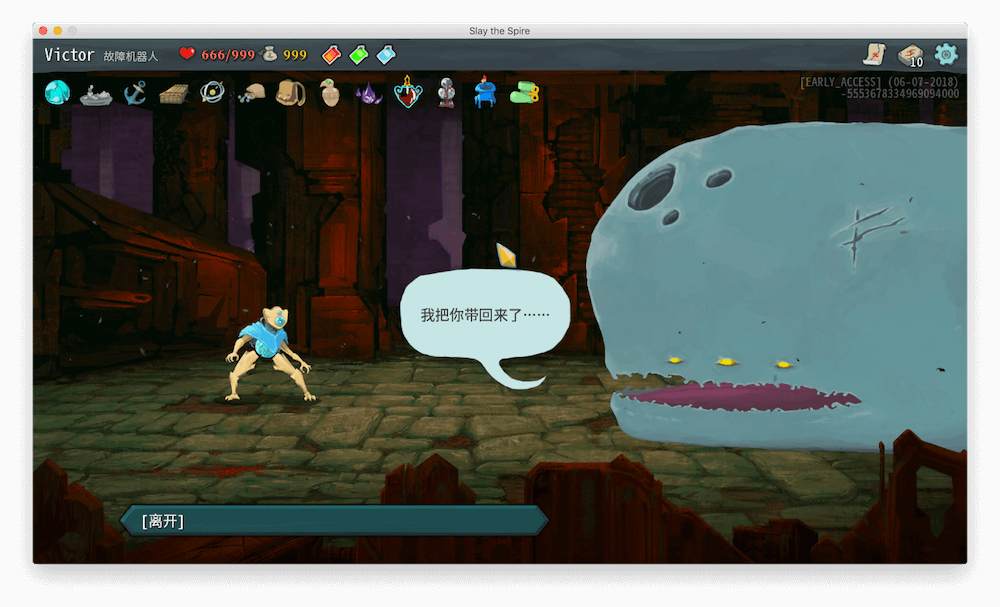 Slay the Spire
Victor 故障机器人 666/999 999
10
[EARLY_ACCESS] (06-07-2018)
-5553678334969094000
我把你带回来了……
[离开]